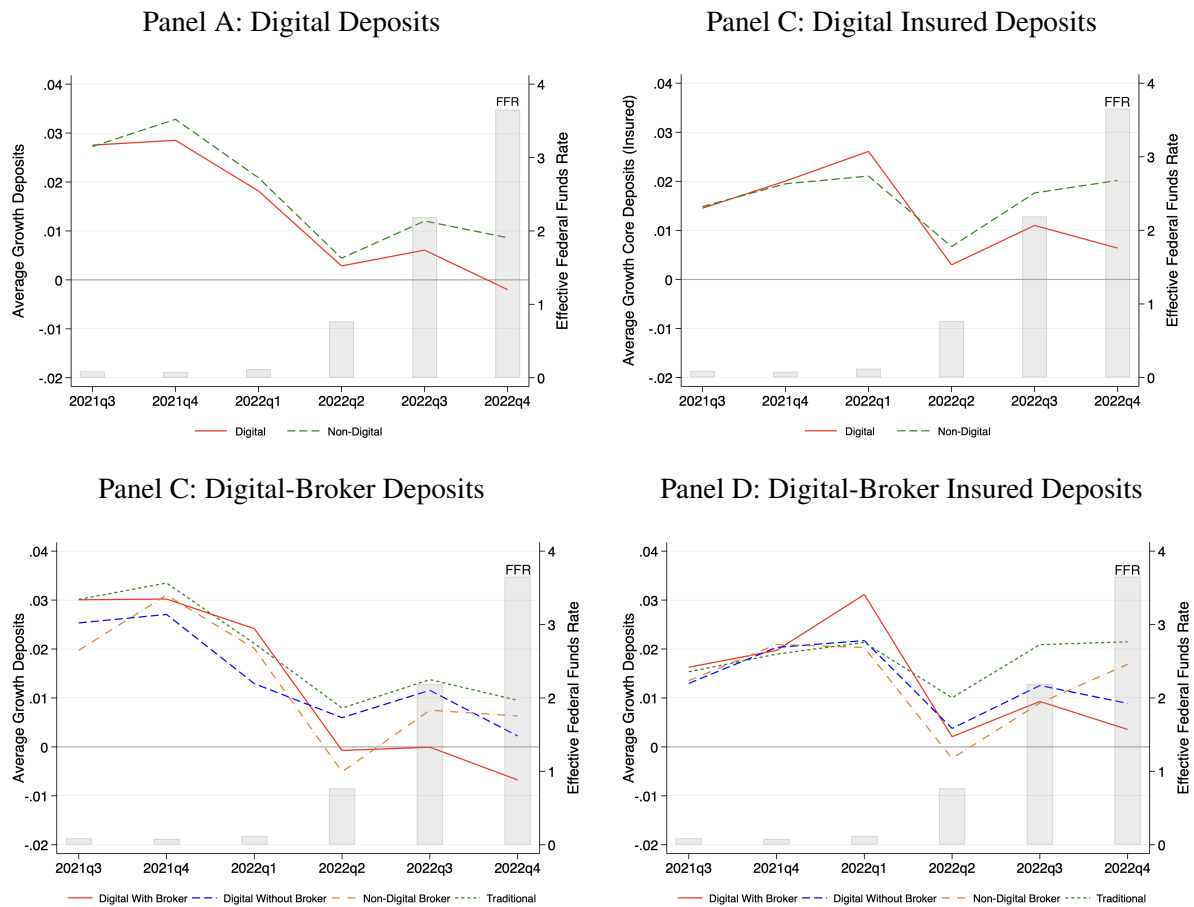 Panel A: Digital Deposits
Average Growth Deposits
.04
.03
.02
.01
0
-.01
-.02
FFR
4
3
2
1
0
Effective Federal Funds Rate
2021q3 2021q4 2022q1 2022q2 2022q3 2022q4
Digital Non-Digital
Panel C: Digital Insured Deposits
Average Growth Core Deposits (Insured)
.04
.03
.02
.01
0
-.01
-.02
FFR
4
3
2
1
0
Effective Federal Funds Rate
2021q3 2021q4 2022q1 2022q2 2022q3 2022q4
Digital Non-Digital
Panel C: Digital-Broker Deposits
Average Growth Deposits
.04
.03
.02
.01
0
-.01
-.02
FFR
4
3
2
1
0
Effective Federal Funds Rate
2021q3 2021q4 2022q1 2022q2 2022q3 2022q4
Digital With Broker Digital Without Broker Non-Digital Broker Traditional
Panel D: Digital-Broker Insured Deposits
Average Growth Deposits
.04
.03
.02
.01
0
-.01
-.02
FFR
4
3
2
1
0
Effective Federal Funds Rate
2021q3 2021q4 2022q1 2022q2 2022q3 2022q4
Digital With Broker Digital Without Broker Non-Digital Broker Traditional